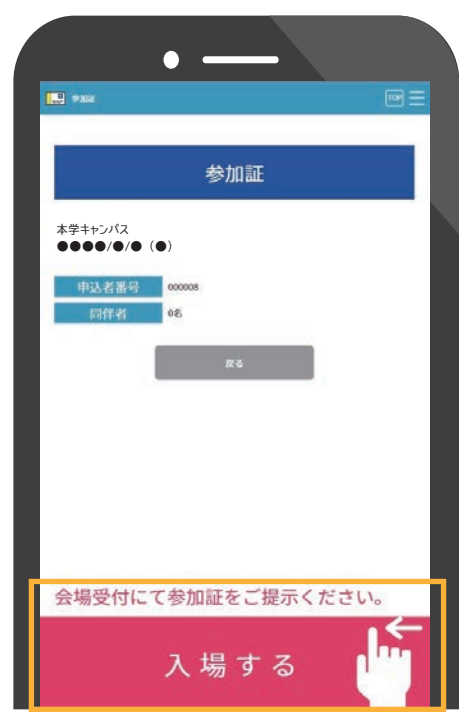 参加証
TOP
参加証
本学キャンパス
●●●●/●/●（●）
申込者番号 000008
同伴者 0名
戻る
会場受付にて参加証をご提示ください。
入場する